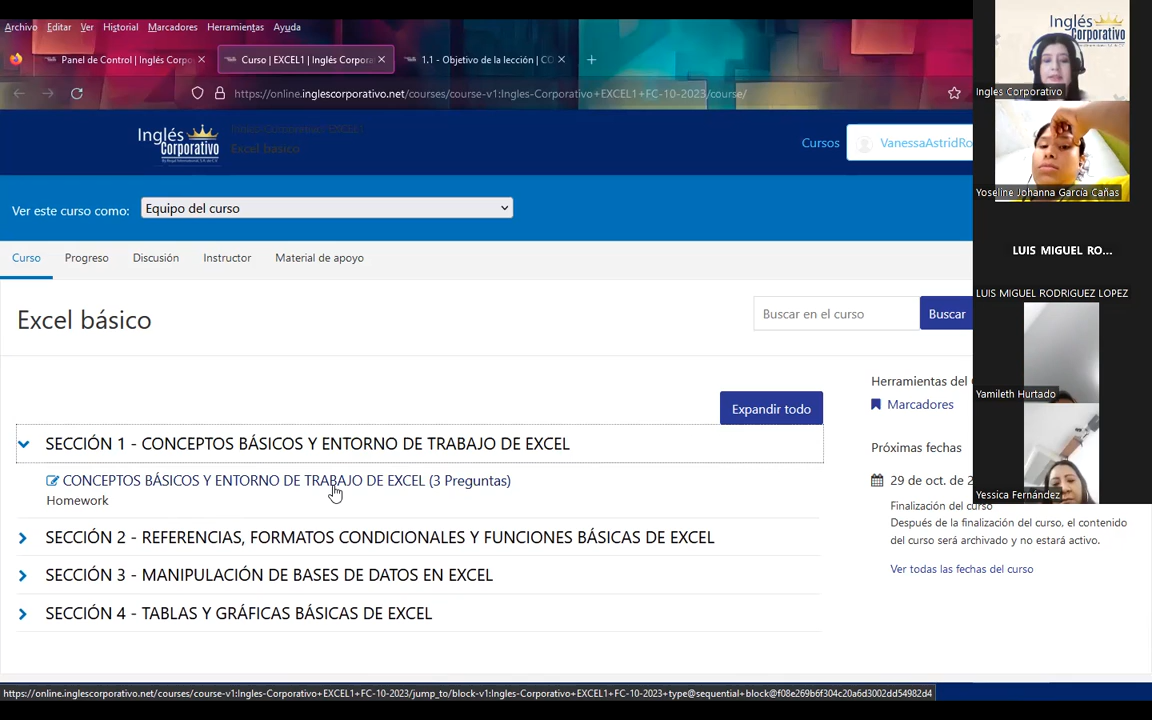 Archivo Editar Ver Historial Marcadores Herramientas Ayuda
Panel de Control | Inglés Corpo
Curso | EXCEL1 | Inglés Corpora
1.1 - Objetivo de la lección | CO
https://online.inglescorporativo.net/courses/course-v1:Ingles-Corporativo+EXCEL1+FC-10-2023/course/
Inglés
Corporativo
Excel básico
Cursos
VanessaAstridRo
Ver este curso como:
Equipo del curso
Curso
Progreso
Discusión
Instructor
Material de apoyo
Excel básico
Buscar en el curso
Buscar
Expandir todo
SECCIÓN 1 - CONCEPTOS BÁSICOS Y ENTORNO DE TRABAJO DE EXCEL
CONCEPTOS BÁSICOS Y ENTORNO DE TRABAJO DE EXCEL (3 Preguntas)
Homework
SECCIÓN 2 - REFERENCIAS, FORMATOS CONDICIONALES Y FUNCIONES BÁSICAS DE EXCEL
SECCIÓN 3 - MANIPULACIÓN DE BASES DE DATOS EN EXCEL
SECCIÓN 4 - TABLAS Y GRÁFICAS BÁSICAS DE EXCEL
Herramientas del
Marcadores
Próximas fechas
29 de oct. de 2
Finalización del curso
Después de la finalización del curso, el contenido
del curso será archivado y no estará activo.
Ver todas las fechas del curso
https://online.inglescorporativo.net/courses/course-v1:Ingles-Corporativo+EXCEL1+FC-10-2023/jump_to/block-v1:Ingles-Corporativo+EXCEL1+FC-10-2023+type@sequential+block@f08e269b6f304c20a6d3002dd54982d4
Inglés
Corporativo
Ingles Corporativo
Yoseline Johanna García Cañas
LUIS MIGUEL RO...
LUIS MIGUEL RODRIGUEZ LOPEZ
Yamileth Hurtado
Yessica Fernández